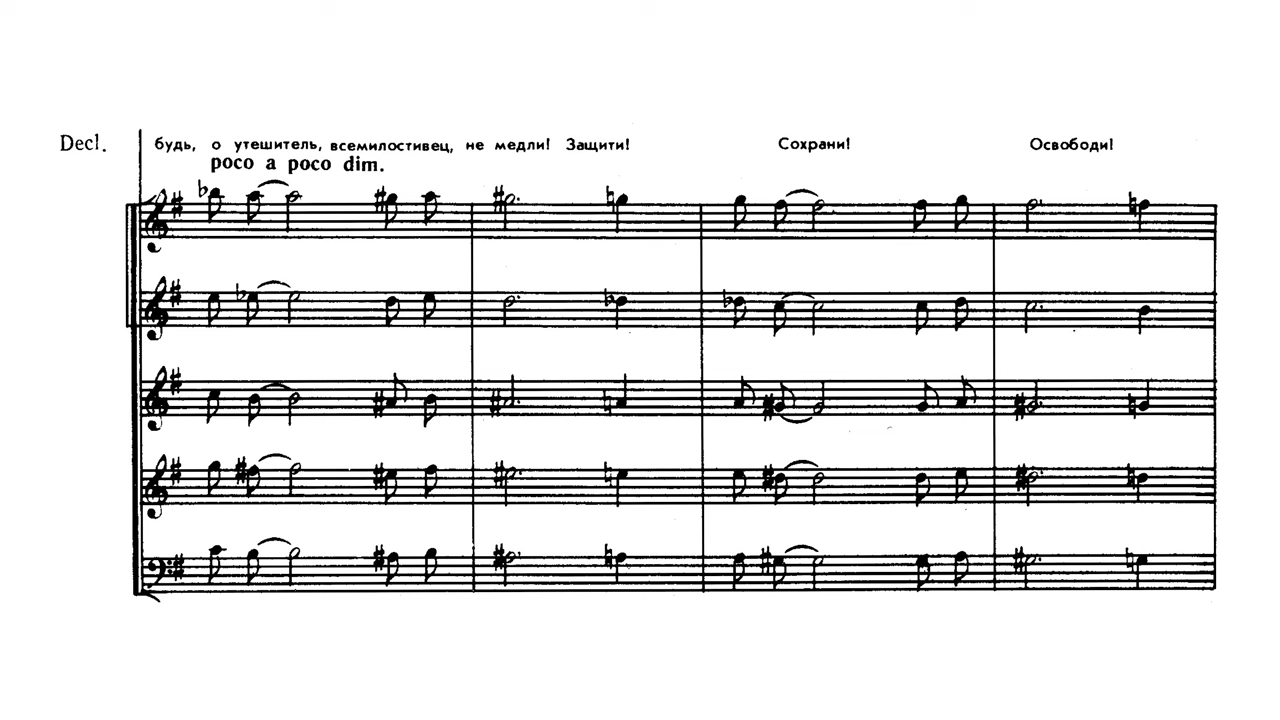 Decl. будь, о утешитель, всемилостивец, не медли! Защити! Сохрани! Освободи!
poco a poco dim.